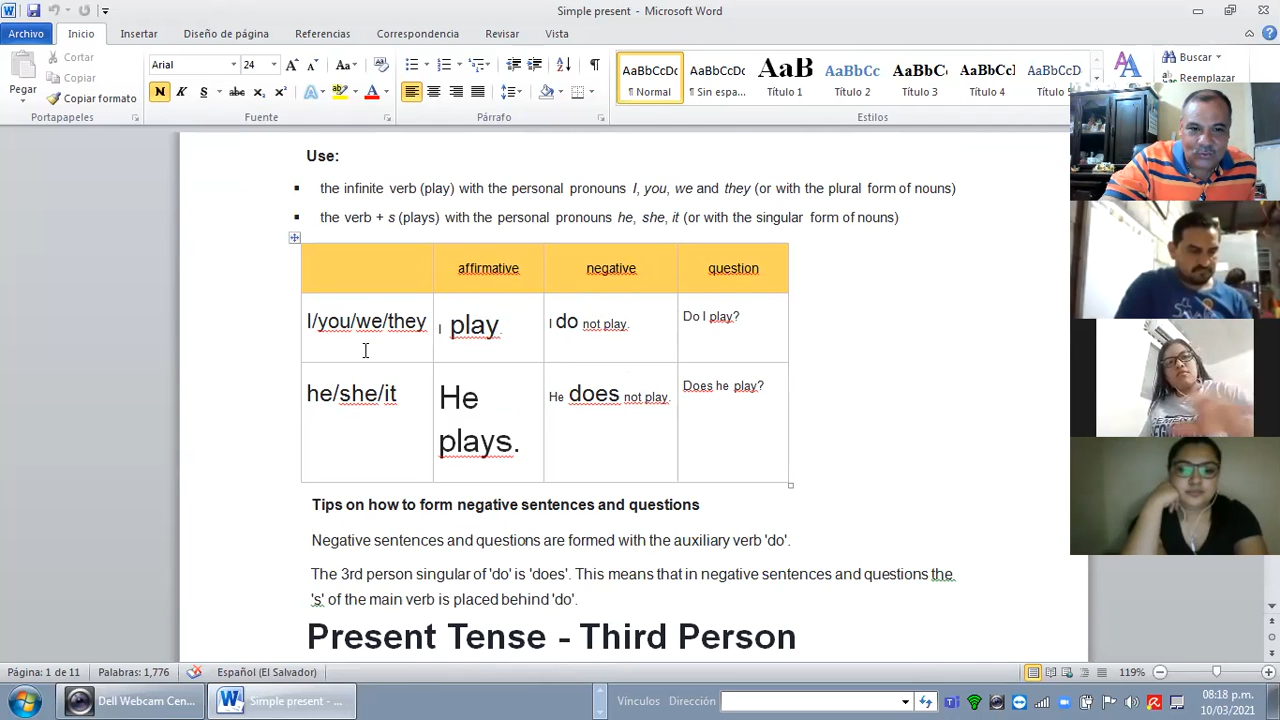 Simple present - Microsoft Word
Archivo Inicio Insertar Diseño de página Referencias Correspondencia Revisar Vista
Pegar
Cortar
Copiar
Copiar formato
Portapapeles
Arial 24
Fuente
Párrafo
AaBbCcDc AaBbCcDc AaB AaBbCc AaBbC AaBbC AaBbCcD
¶ Normal ¶ Sin espa... Título 1 Título 2 Título 3 Título 4
Estilos
Buscar
Reemplazar
Use:
the infinite verb (play) with the personal pronouns I, you, we and they (or with the plural form of nouns)
the verb + s (plays) with the personal pronouns he, she, it (or with the singular form of nouns)
affirmative negative question
I/you/we/they I play. I do not play. Do I play?
he/she/it He plays. He does not play. Does he play?
Tips on how to form negative sentences and questions
Negative sentences and questions are formed with the auxiliary verb 'do'.
The 3rd person singular of 'do' is 'does'. This means that in negative sentences and questions the
's' of the main verb is placed behind 'do'.
Present Tense - Third Person
Página: 1 de 11 Palabras: 1,776 Español (El Salvador) 119%
Dell Webcam Cen... Simple present - ... Vínculos Dirección 08:18 p.m.
10/03/2021